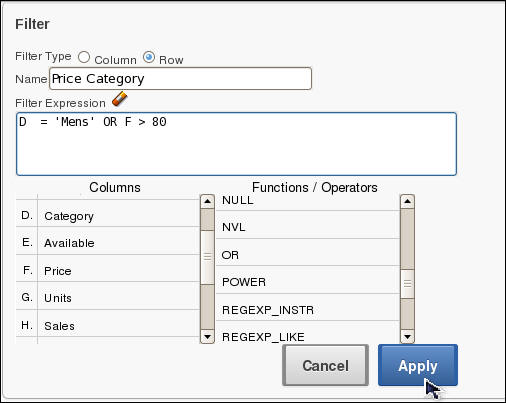 Filter
Filter Type Column Row
Name Price Category
Filter Expression
D  = 'Mens' OR F > 80
Columns Functions / Operators
NULL
D. Category NVL
E. Available OR
F. Price POWER
G. Units REGEXP_INSTR
H. Sales REGEXP_LIKE
Cancel Apply